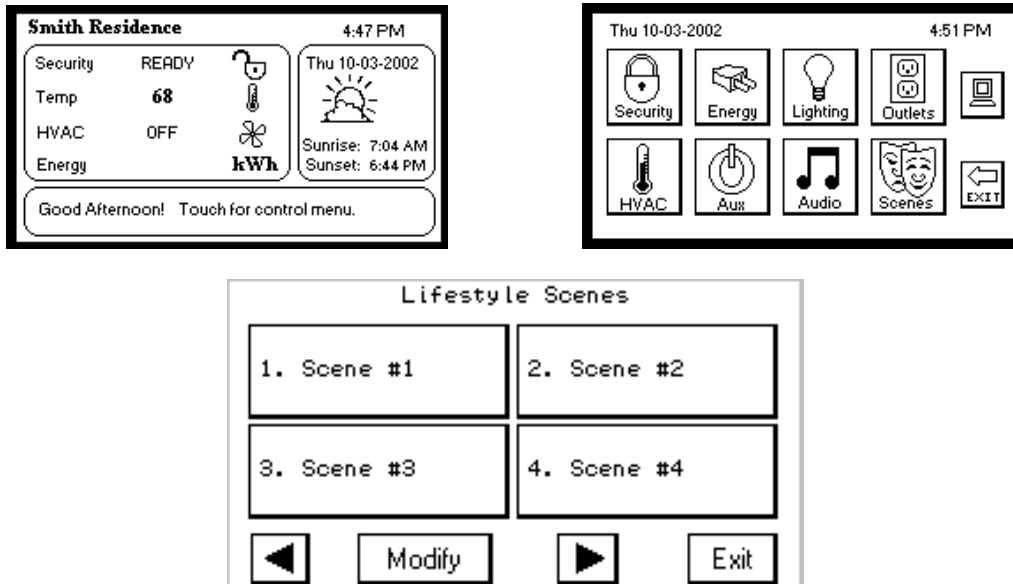 Smith Residence 4:47 PM
Security READY
Temp 68
HVAC OFF
Energy kWh
Thu 10-03-2002
Sunrise: 7:04 AM
Sunset: 6:44 PM
Good Afternoon! Touch for control menu.
Thu 10-03-2002 4:51 PM
Security Energy Lighting Outlets
HVAC Aux Audio Scenes EXIT
Lifestyle Scenes
1. Scene #1 2. Scene #2
3. Scene #3 4. Scene #4
Modify Exit